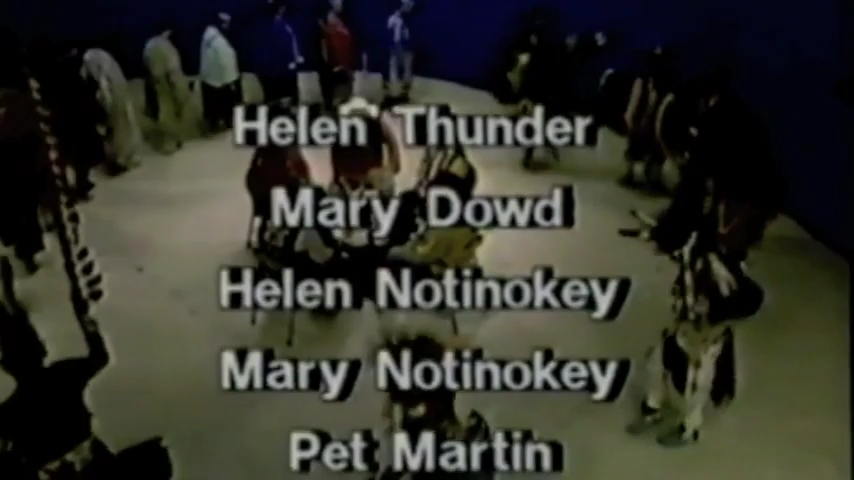 Helen Thunder
Mary Dowd
Helen Notinokey
Mary Notinokey
Pet Martin